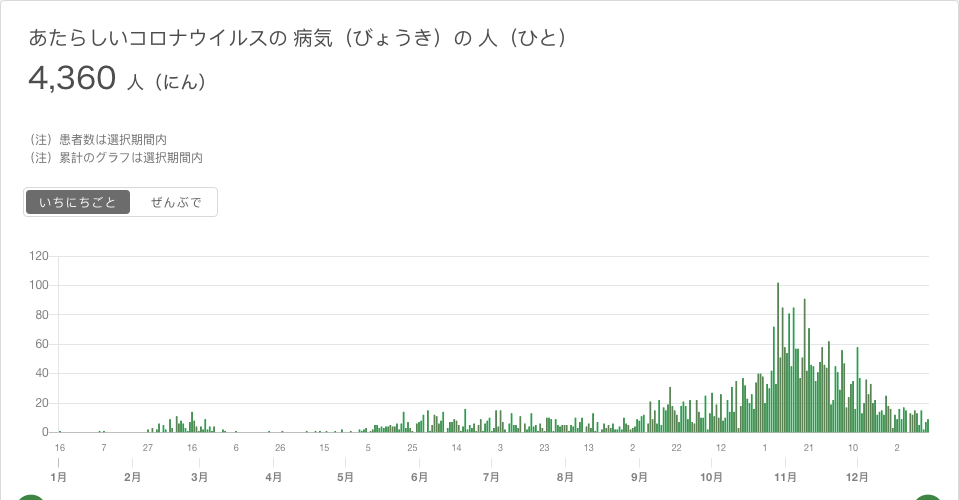 あたらしいコロナウイルスの 病気（びょうき）の 人（ひと）
4,360 人（にん）
（注）患者数は選択期間内
（注）累計のグラフは選択期間内
いちにちごと ぜんぶで
120
100
80
60
40
20
0
16 7 27 16 6 26 15 5 25 14 3 23 13 2 22 12 1 21 10 2
1月 2月 3月 4月 5月 6月 7月 8月 9月 10月 11月 12月